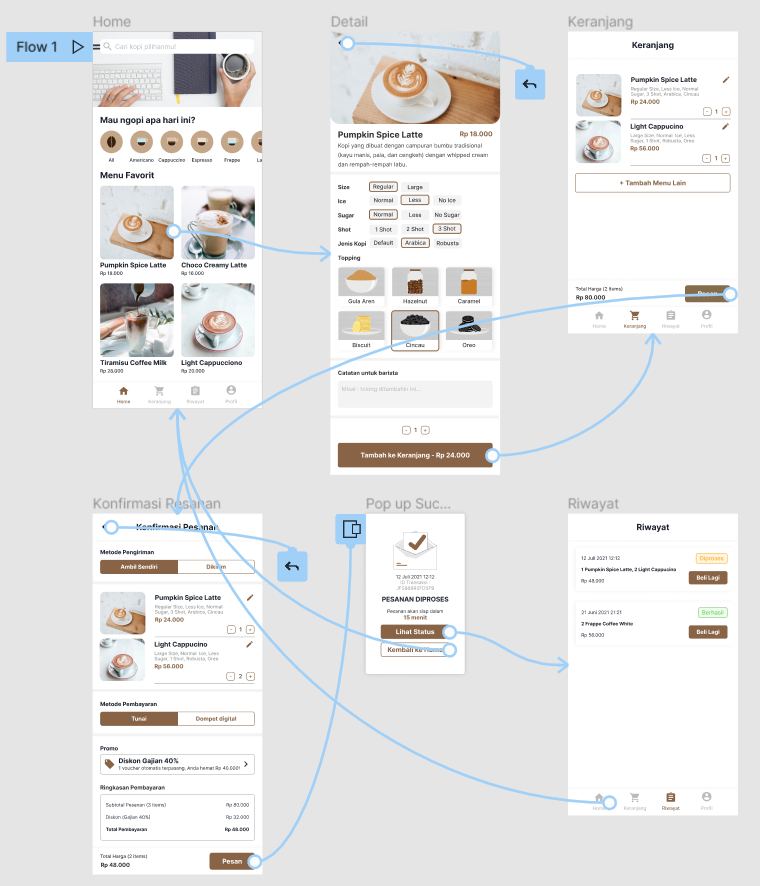 Home
Flow 1
Cari kopi pilihanmu!
Mau ngopi apa hari ini?
All
Americano
Cappuccino
Espresso
Frappe
Menu Favorit
Pumpkin Spice Latte
Rp 18.000
Choco Creamy Latte
Rp 16.000
Tiramisu Coffee Milk
Rp 28.000
Light Cappucciono
Rp 20.000
Home
Keranjang
Riwayat
Profil
Detail
Pumpkin Spice Latte
Rp 18.000
Kopi yang dibuat dengan campuran bumbu tradisional
(kayu manis, pala, dan cengkeh) dengan whipped cream
dan rempah-rempah labu.
Size
Regular
Large
Ice
Normal
Less
No Ice
Sugar
Normal
Less
No Sugar
Shot
1 Shot
2 Shot
3 Shot
Jenis Kopi
Default
Arabica
Robusta
Topping
Gula Aren
Hazelnut
Caramel
Biscuit
Cincau
Oreo
Catatan untuk barista
Misal : tolong ditambahin ini...
- 1 +
Tambah ke Keranjang - Rp 24.000
Keranjang
Keranjang
Pumpkin Spice Latte
Regular Size, Less Ice, Normal
Sugar, 3 Shot, Arabica, Cincau
Rp 24.000
- 1 +
Light Cappucino
Large Size, Normal Ice, Less
Sugar, 1 Shot, Robusta, Oreo
Rp 56.000
- 1 +
+ Tambah Menu Lain
Total Harga (2 items)
Rp 80.000
Pesan
Home
Keranjang
Riwayat
Profil
Konfirmasi Pesanan
Konfirmasi Pesanan
Metode Pengiriman
Ambil Sendiri
Dikirim
Pumpkin Spice Latte
Regular Size, Less Ice, Normal
Sugar, 3 Shot, Arabica, Cincau
Rp 24.000
- 1 +
Light Cappucino
Large Size, Normal Ice, Less
Sugar, 1 Shot, Robusta, Oreo
Rp 56.000
- 2 +
Metode Pembayaran
Tunai
Dompet digital
Promo
Diskon Gajian 40%
1 voucher otomatis terpasang, Anda hemat Rp
Ringkasan Pembayaran
Subtotal Pesanan (3 items)
Rp 80.000
Diskon (Gajian 40%)
Rp 32.000
Total Pembayaran
Rp 48.000
Total Harga (2 items)
Rp 48.000
Pesan
Pop up Suc...
12 Juli 2021 12:12
ID Transaksi :
PESANAN DIPROSES
Pesanan akan siap dalam
15 menit
Lihat Status
Kembali ke Home
Riwayat
Riwayat
12 Juli 2021 12:12
Diproses
1 Pumpkin Spice Latte, 2 Light Cappucino
Rp 48.000
Beli Lagi
21 Juni 2021 21:21
Berhasil
2 Frappe Coffee White
Rp 56.000
Beli Lagi
Home
Keranjang
Riwayat
Profil